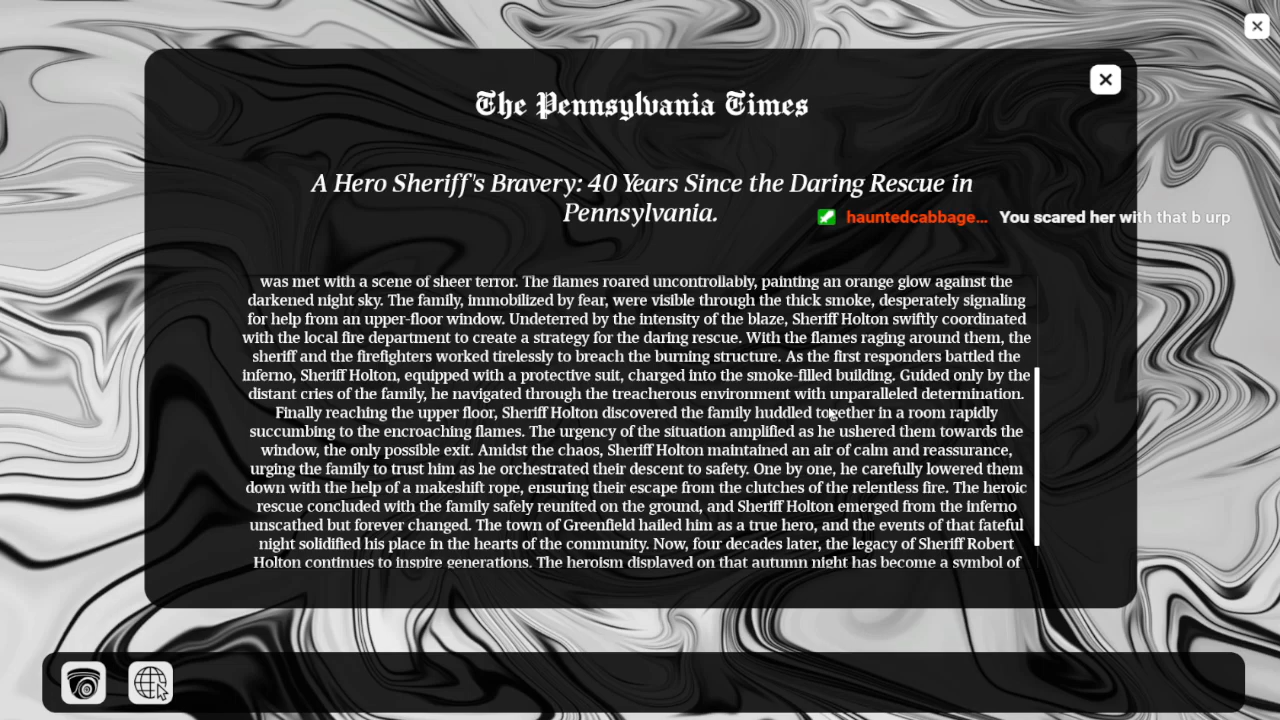 The Pennsylvania Times
A Hero Sheriff's Bravery: 40 Years Since the Daring Rescue in
Pennsylvania.
hauntedcabbage... You scared her with that b urp
was met with a scene of sheer terror. The flames roared uncontrollably, painting an orange glow against the
darkened night sky. The family, immobilized by fear, were visible through the thick smoke, desperately signaling
for help from an upper-floor window. Undeterred by the intensity of the blaze, Sheriff Holton swiftly coordinated
with the local fire department to create a strategy for the daring rescue. With the flames raging around them, the
sheriff and the firefighters worked tirelessly to breach the burning structure. As the first responders battled the
inferno, Sheriff Holton, equipped with a protective suit, charged into the smoke-filled building. Guided only by the
distant cries of the family, he navigated through the treacherous environment with unparalleled determination.
Finally reaching the upper floor, Sheriff Holton discovered the family huddled together in a room rapidly
succumbing to the encroaching flames. The urgency of the situation amplified as he ushered them towards the
window, the only possible exit. Amidst the chaos, Sheriff Holton maintained an air of calm and reassurance,
urging the family to trust him as he orchestrated their descent to safety. One by one, he carefully lowered them
down with the help of a makeshift rope, ensuring their escape from the clutches of the relentless fire. The heroic
rescue concluded with the family safely reunited on the ground, and Sheriff Holton emerged from the inferno
unscathed but forever changed. The town of Greenfield hailed him as a true hero, and the events of that fateful
night solidified his place in the hearts of the community. Now, four decades later, the legacy of Sheriff Robert
Holton continues to inspire generations. The heroism displayed on that autumn night has become a symbol of